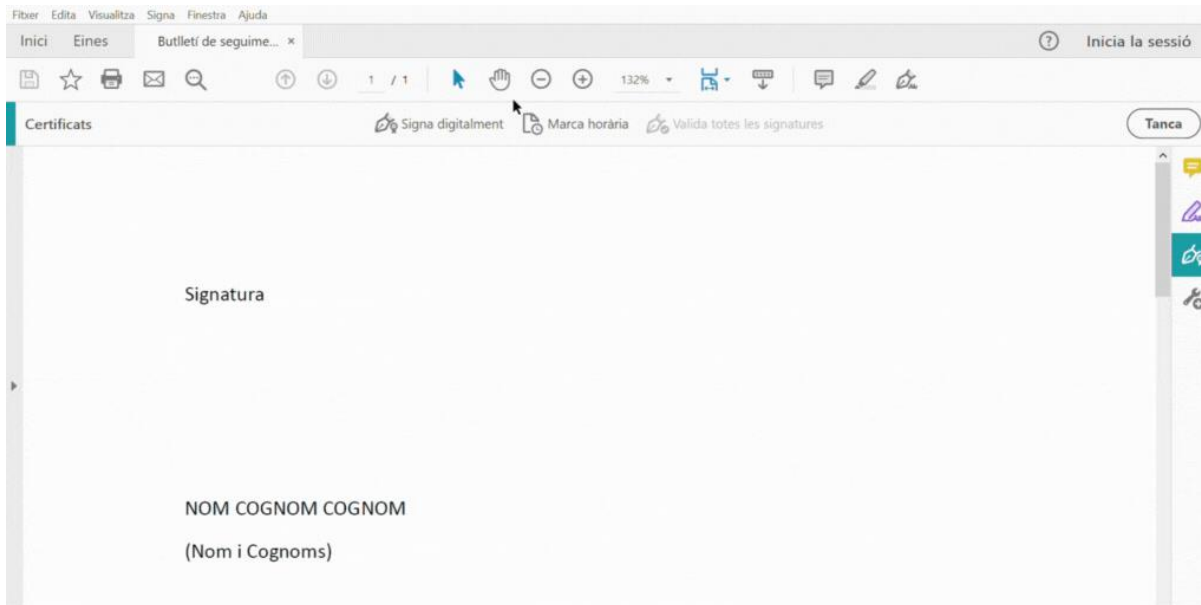 Fitxer Edita Visualitza Signa Finestra Ajuda
Inici Eines Butlletí de seguime... × Inicia la sessió
1 / 1 132%
Certificats Signa digitalment Marca horària Valida totes les signatures Tanca
Signatura
NOM COGNOM COGNOM
(Nom i Cognoms)